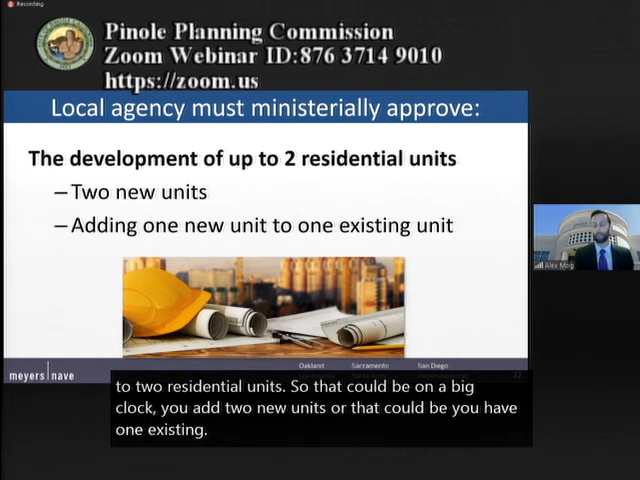 Recording
Pinole Planning Commission
Zoom Webinar ID:876 3714 9010
https://zoom.us
Local agency must ministerially approve:
The development of up to 2 residential units
–Two new units
–Adding one new unit to one existing unit
Alex Mog
Oakland Sacramento San Diego
meyers nave
to two residential units. So that could be on a big
clock, you add two new units or that could be you have
one existing.